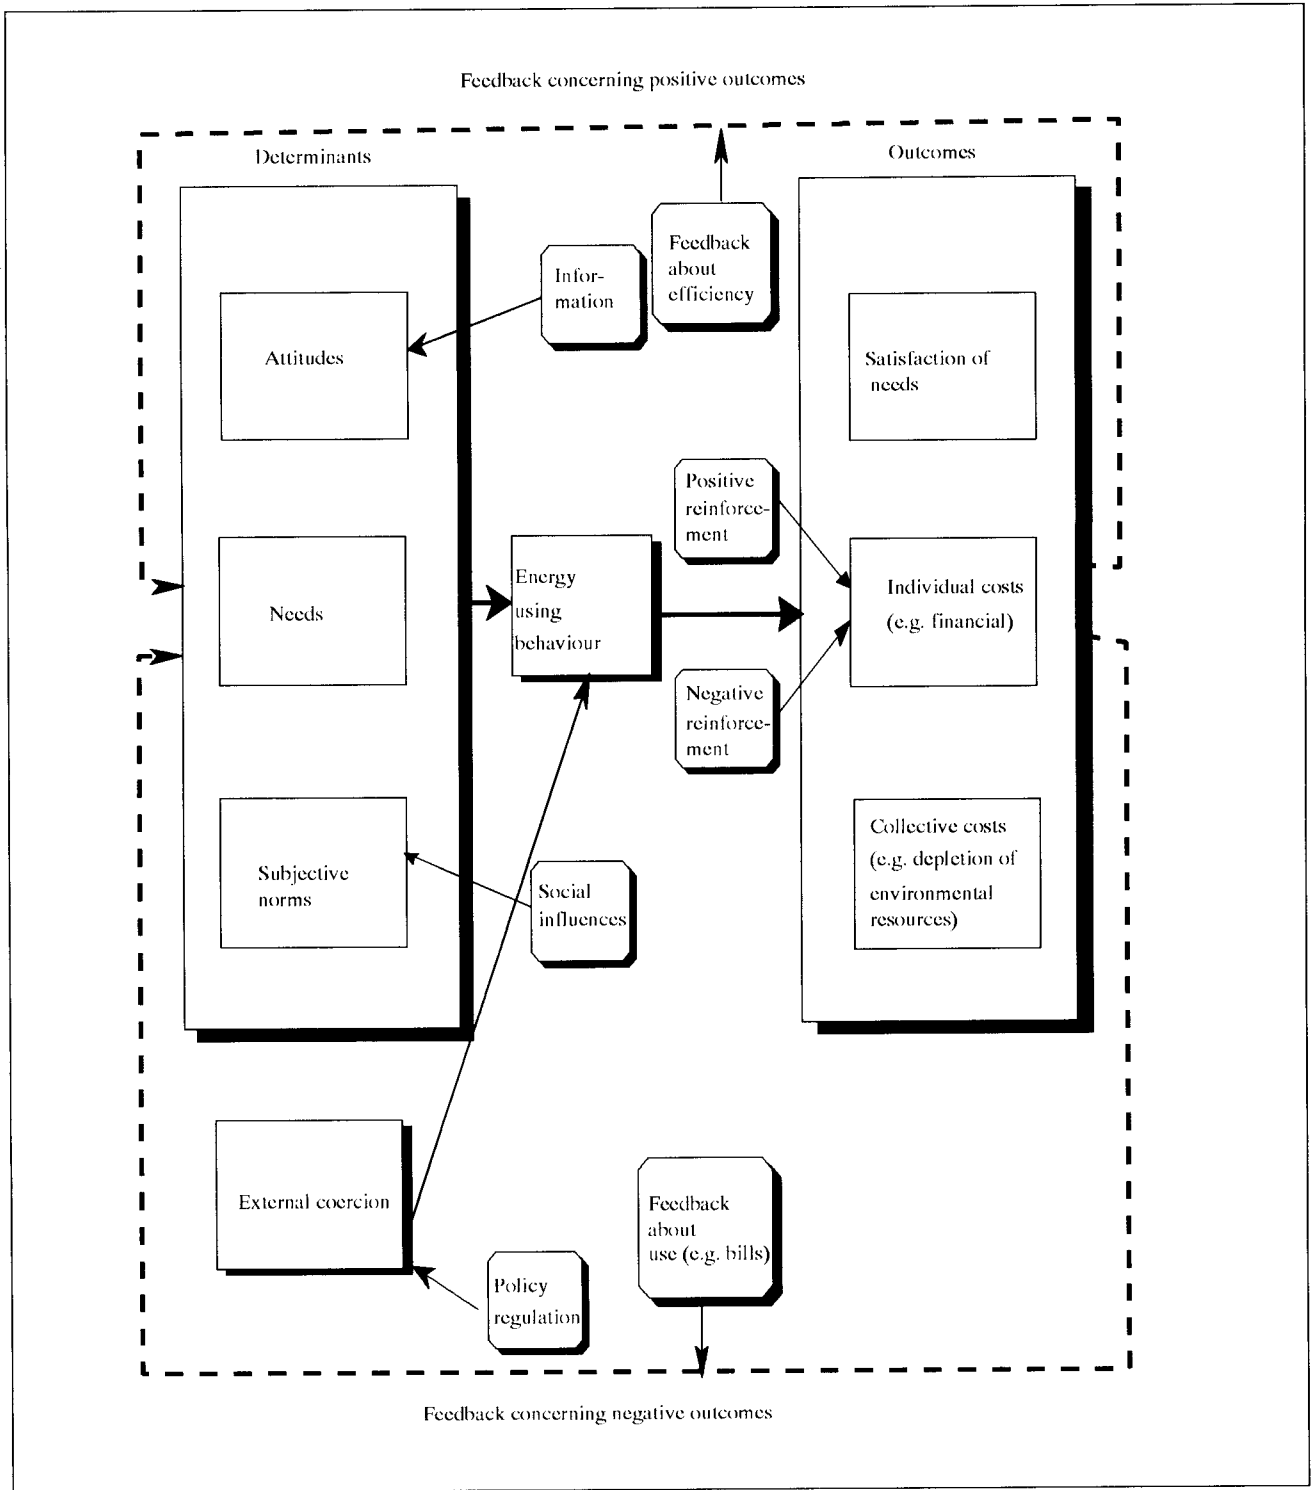 Feedback concerning positive outcomes
Determinants
Outcomes
Feedback
about
efficiency
Infor-
mation
Attitudes
Satisfaction of
needs
Positive
reinforce-
ment
Energy
using
behaviour
Individual costs
(e.g. financial)
Needs
Negative
reinforce-
ment
Collective costs
(e.g. depletion of
environmental
resources)
Subjective
norms
Social
influences
External coercion
Feedback
about
use (e.g. bills)
Policy
regulation
Feedback concerning negative outcomes